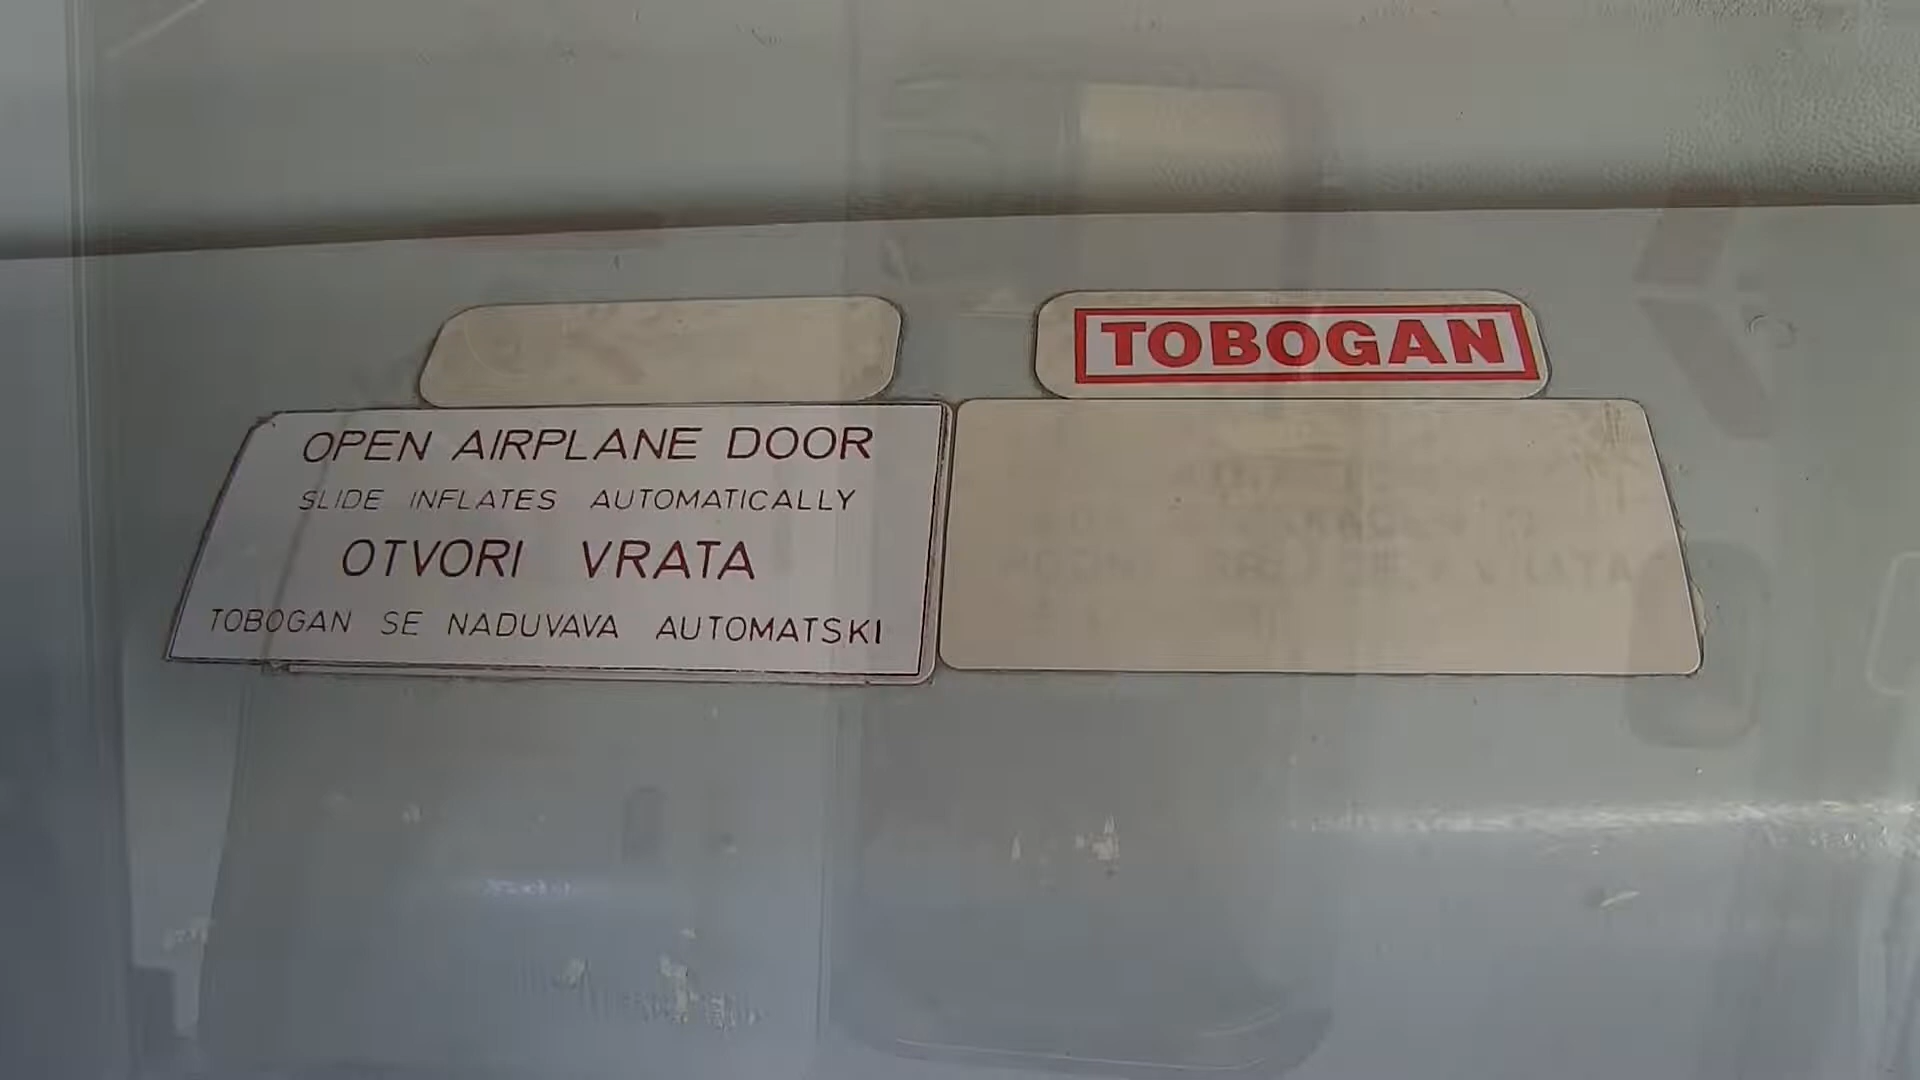 TOBOGAN
OPEN AIRPLANE DOOR
SLIDE INFLATES AUTOMATICALLY
OTVORI VRATA
TOBOGAN SE NADUVAVA AUTOMATSKI